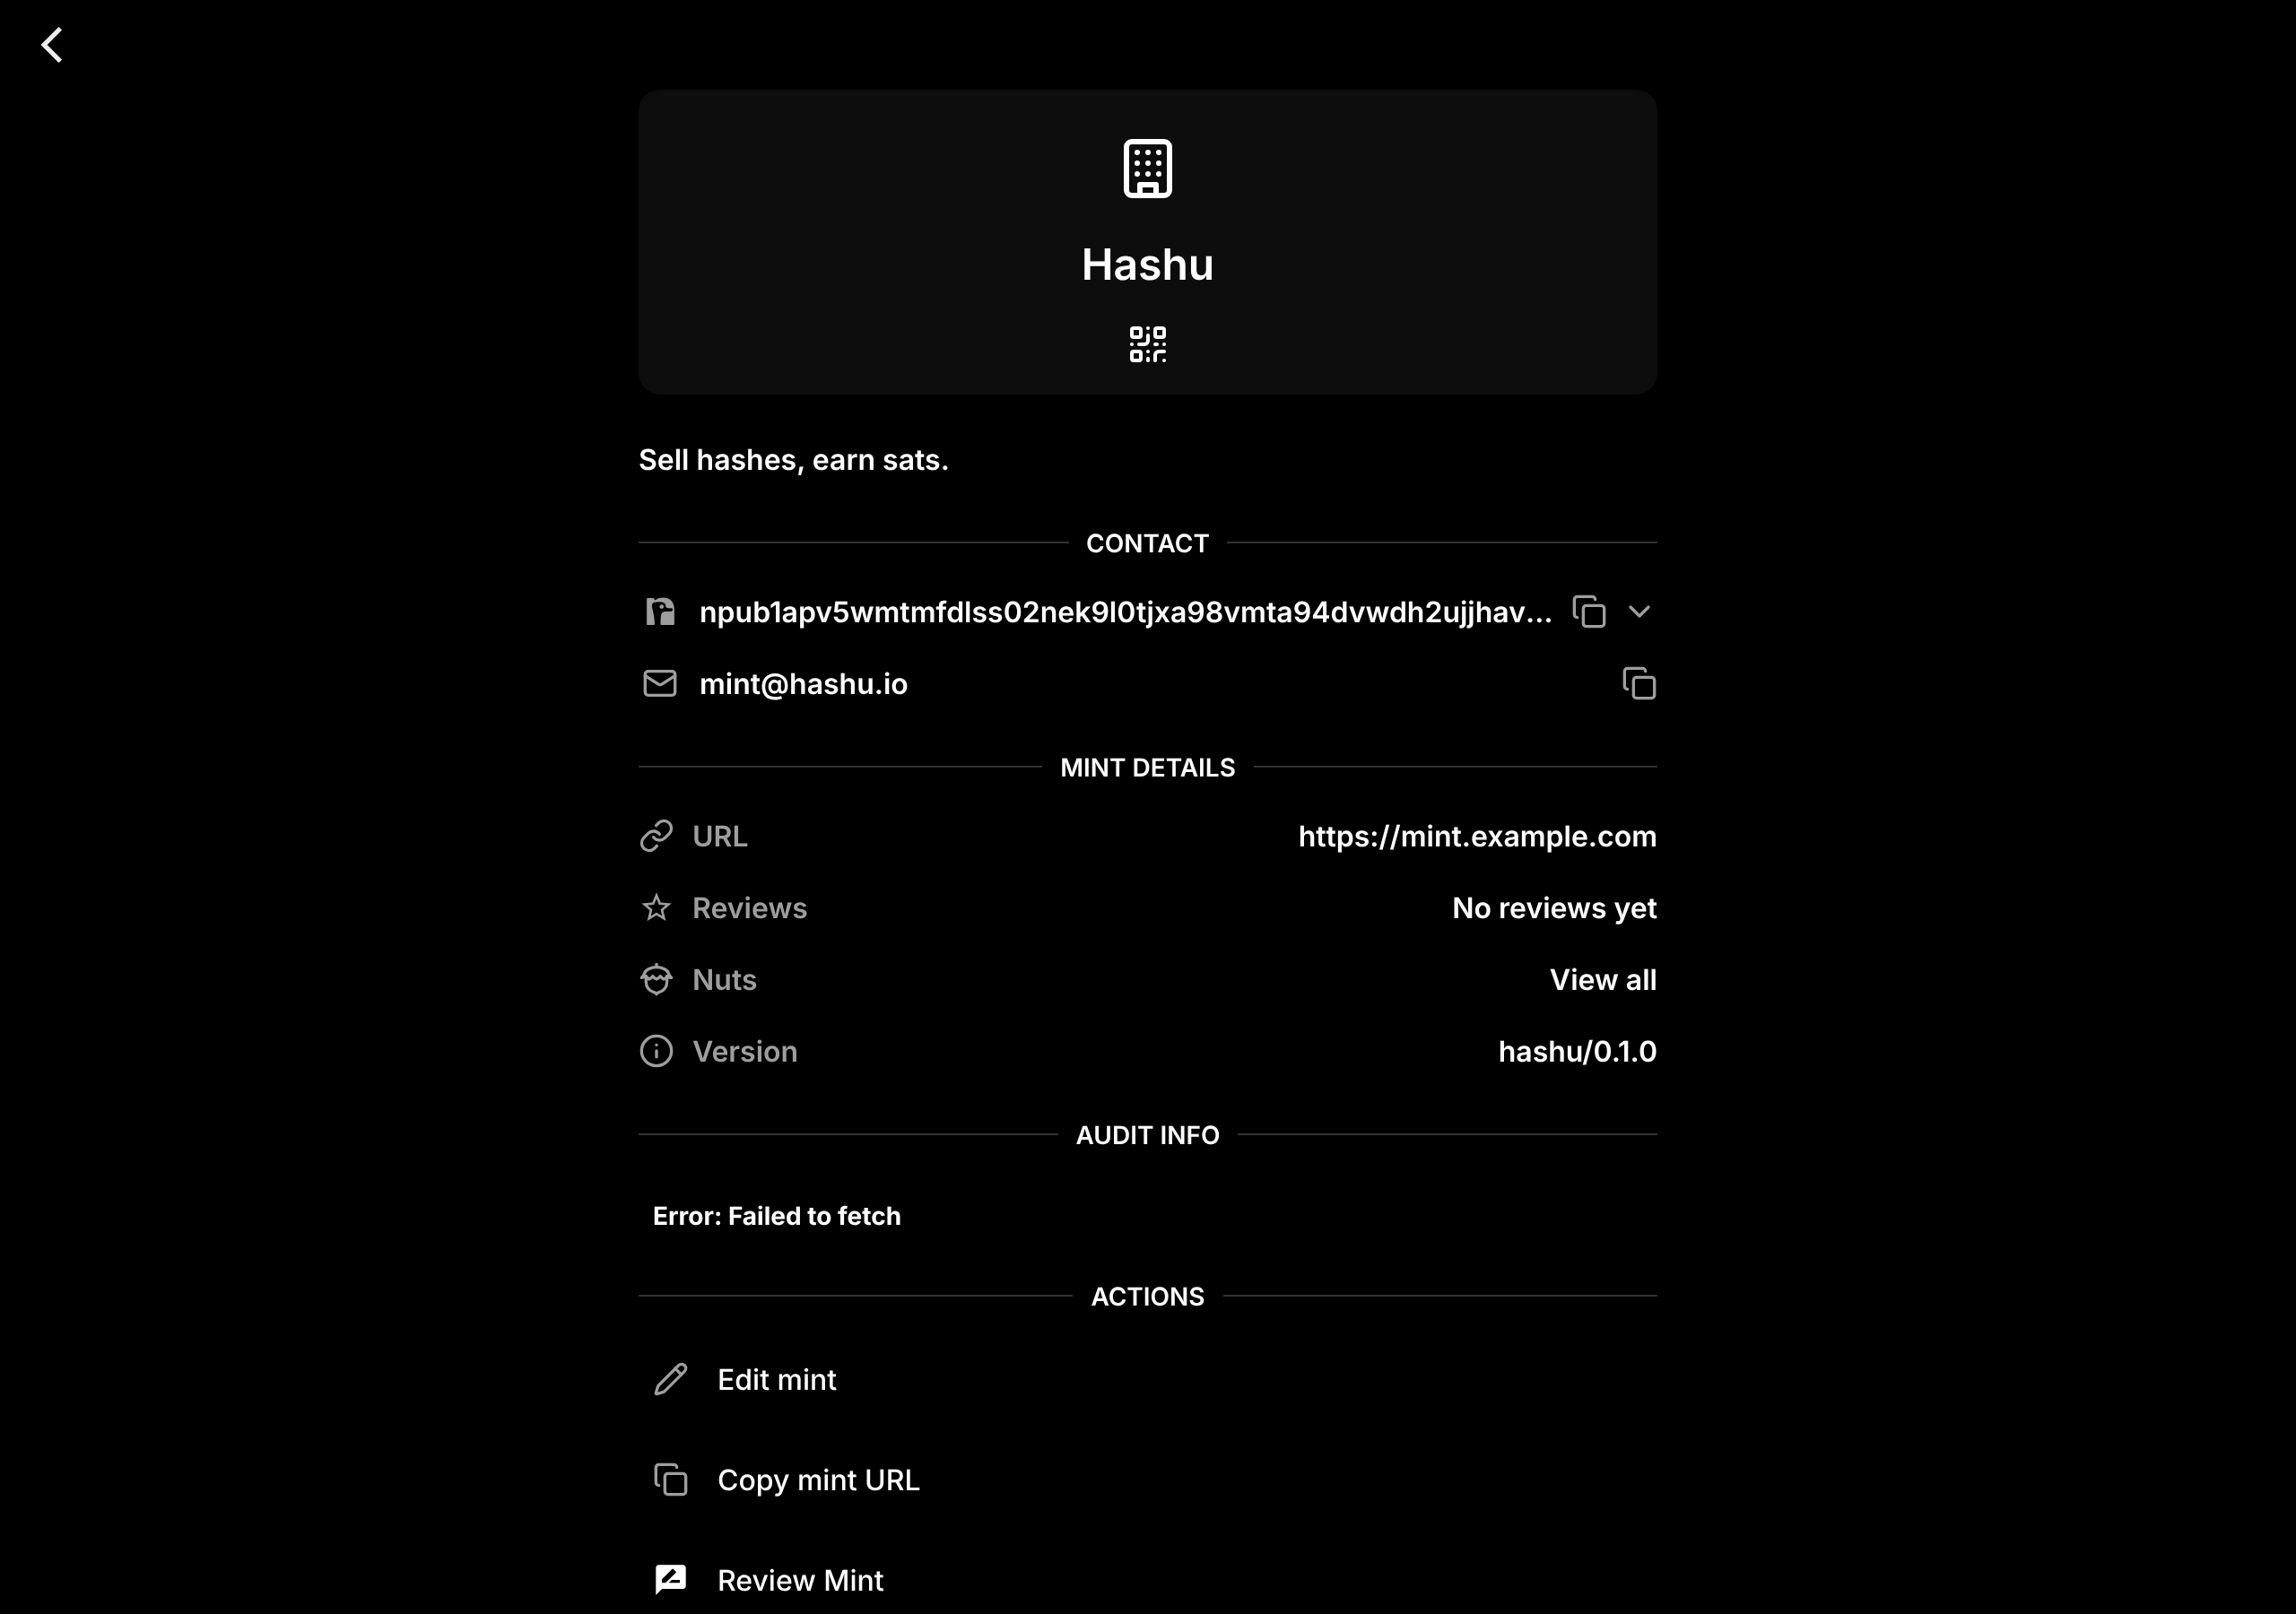 Hashu
Sell hashes, earn sats.
CONTACT
npub1apv5wmtmfdlss02nek9l0tjxa98vmta94dvwdh2ujjhav...
mint@hashu.io
MINT DETAILS
URL https://mint.example.com
Reviews No reviews yet
Nuts View all
Version hashu/0.1.0
AUDIT INFO
Error: Failed to fetch
ACTIONS
Edit mint
Copy mint URL
Review Mint